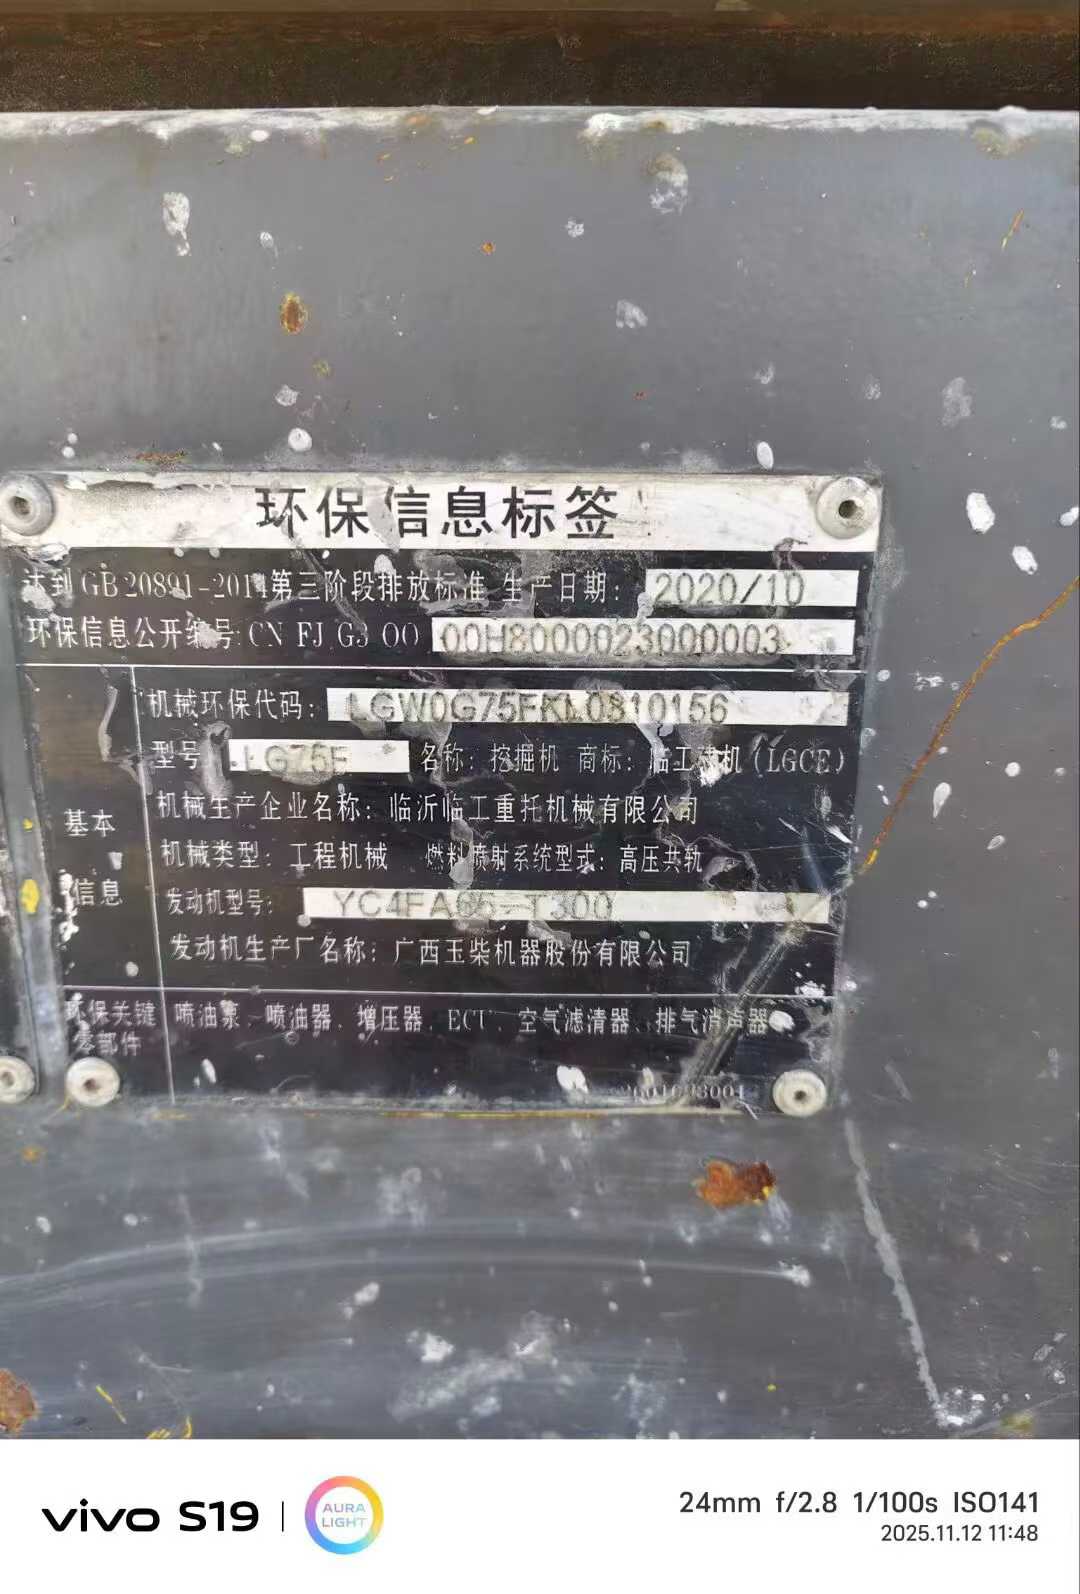 环保信息标签
达到GB20891-2014第三阶段排放标准 生产日期: 2020/10
环保信息公开编号:CN FJ G3 00 00H8000023000003
机械环保代码: LGW0G75FKL0810156
型号: LG75F 名称: 挖掘机 商标: 临工建机(LGCE)
机械生产企业名称: 临沂临工重托机械有限公司
基本
信息
机械类型: 工程机械 燃料喷射系统型式: 高压共轨
发动机型号: YC4FA65-T300
发动机生产厂名称: 广西玉柴机器股份有限公司
环保关键
零部件
喷油泵、喷油器、增压器、ECU、空气滤清器、排气消声器
vivo S19
AURA
LIGHT
24mm f/2.8 1/100s ISO141
2025.11.12 11:48